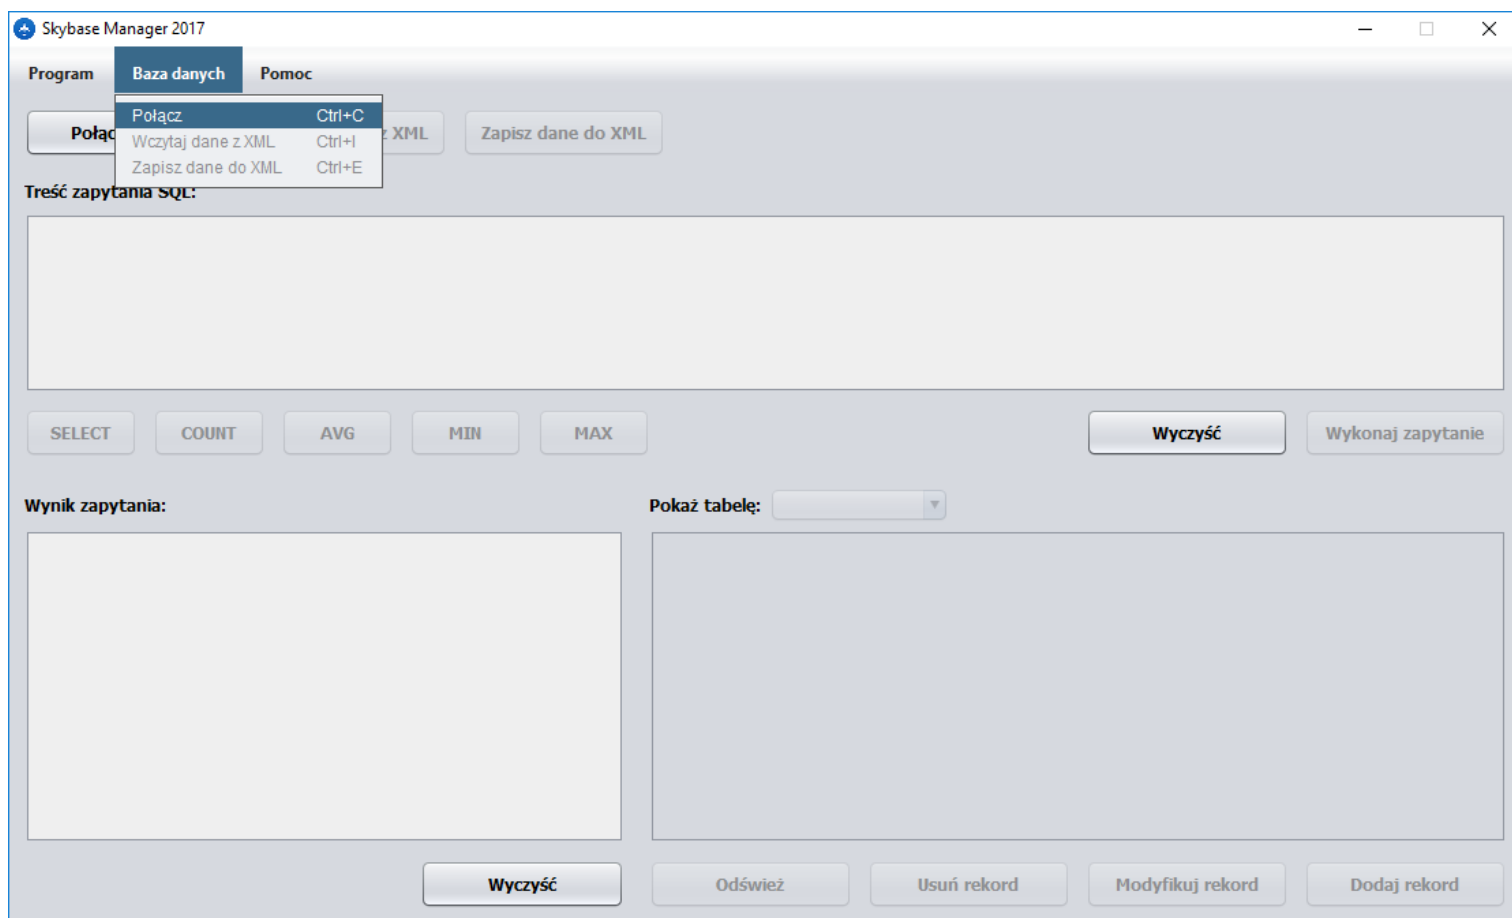 Skybase Manager 2017
Program Baza danych Pomoc
Połącz Ctrl+C
Wczytaj dane z XML Ctrl+I
Zapisz dane do XML Ctrl+E
z XML Zapisz dane do XML
Treść zapytania SQL:
SELECT COUNT AVG MIN MAX Wyczyść Wykonaj zapytanie
Wynik zapytania: Pokaż tabelę:
Wyczyść Odśwież Usuń rekord Modyfikuj rekord Dodaj rekord